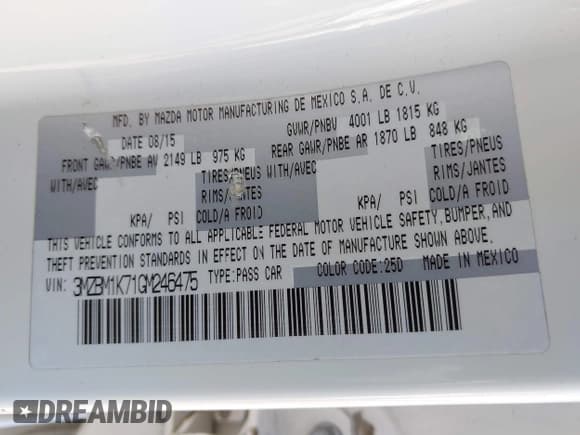 MFD. BY MAZDA MOTOR MANUFACTURING DE MEXICO S.A. DE C.V.
DATE 08/15 GVWR/PNBV 4001 LB 1815 KG
FRONT GAWR/PNBE AV 2149 LB 975 KG REAR GAWR/PNBE AR 1870 LB 848 KG
WITH/AVEC TIRES/PNEUS WITH/AVEC TIRES/PNEUS
RIMS/JANTES RIMS/JANTES
KPA/ PSI COLD/A FROID KPA/ PSI COLD/A FROID
THIS VEHICLE CONFORMS TO ALL APPLICABLE FEDERAL MOTOR VEHICLE SAFETY, BUMPER, AND
THEFT PREVENTION STANDARDS IN EFFECT ON THE DATE OF MANUFACTURE SHOWN ABOVE.
VIN: 3MZBM1K71GM246475 TYPE:PASS CAR COLOR CODE:25D MADE IN MEXICO
DREAMBID